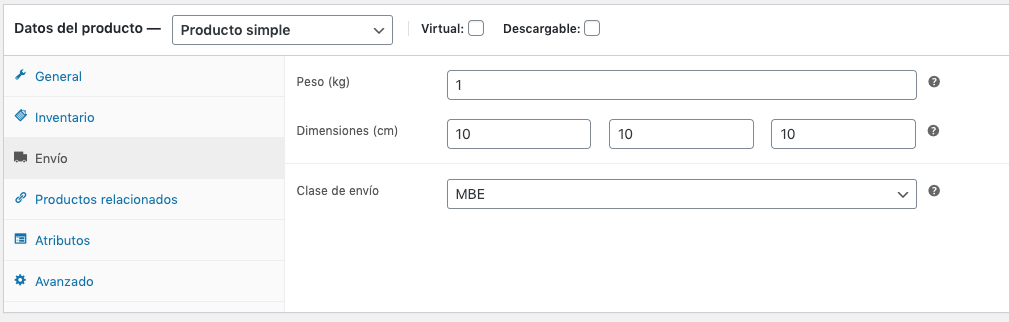 Datos del producto — Producto simple Virtual: Descargable:
General
Inventario
Envío
Productos relacionados
Atributos
Avanzado
Peso (kg) 1
Dimensiones (cm) 10 10 10
Clase de envío MBE